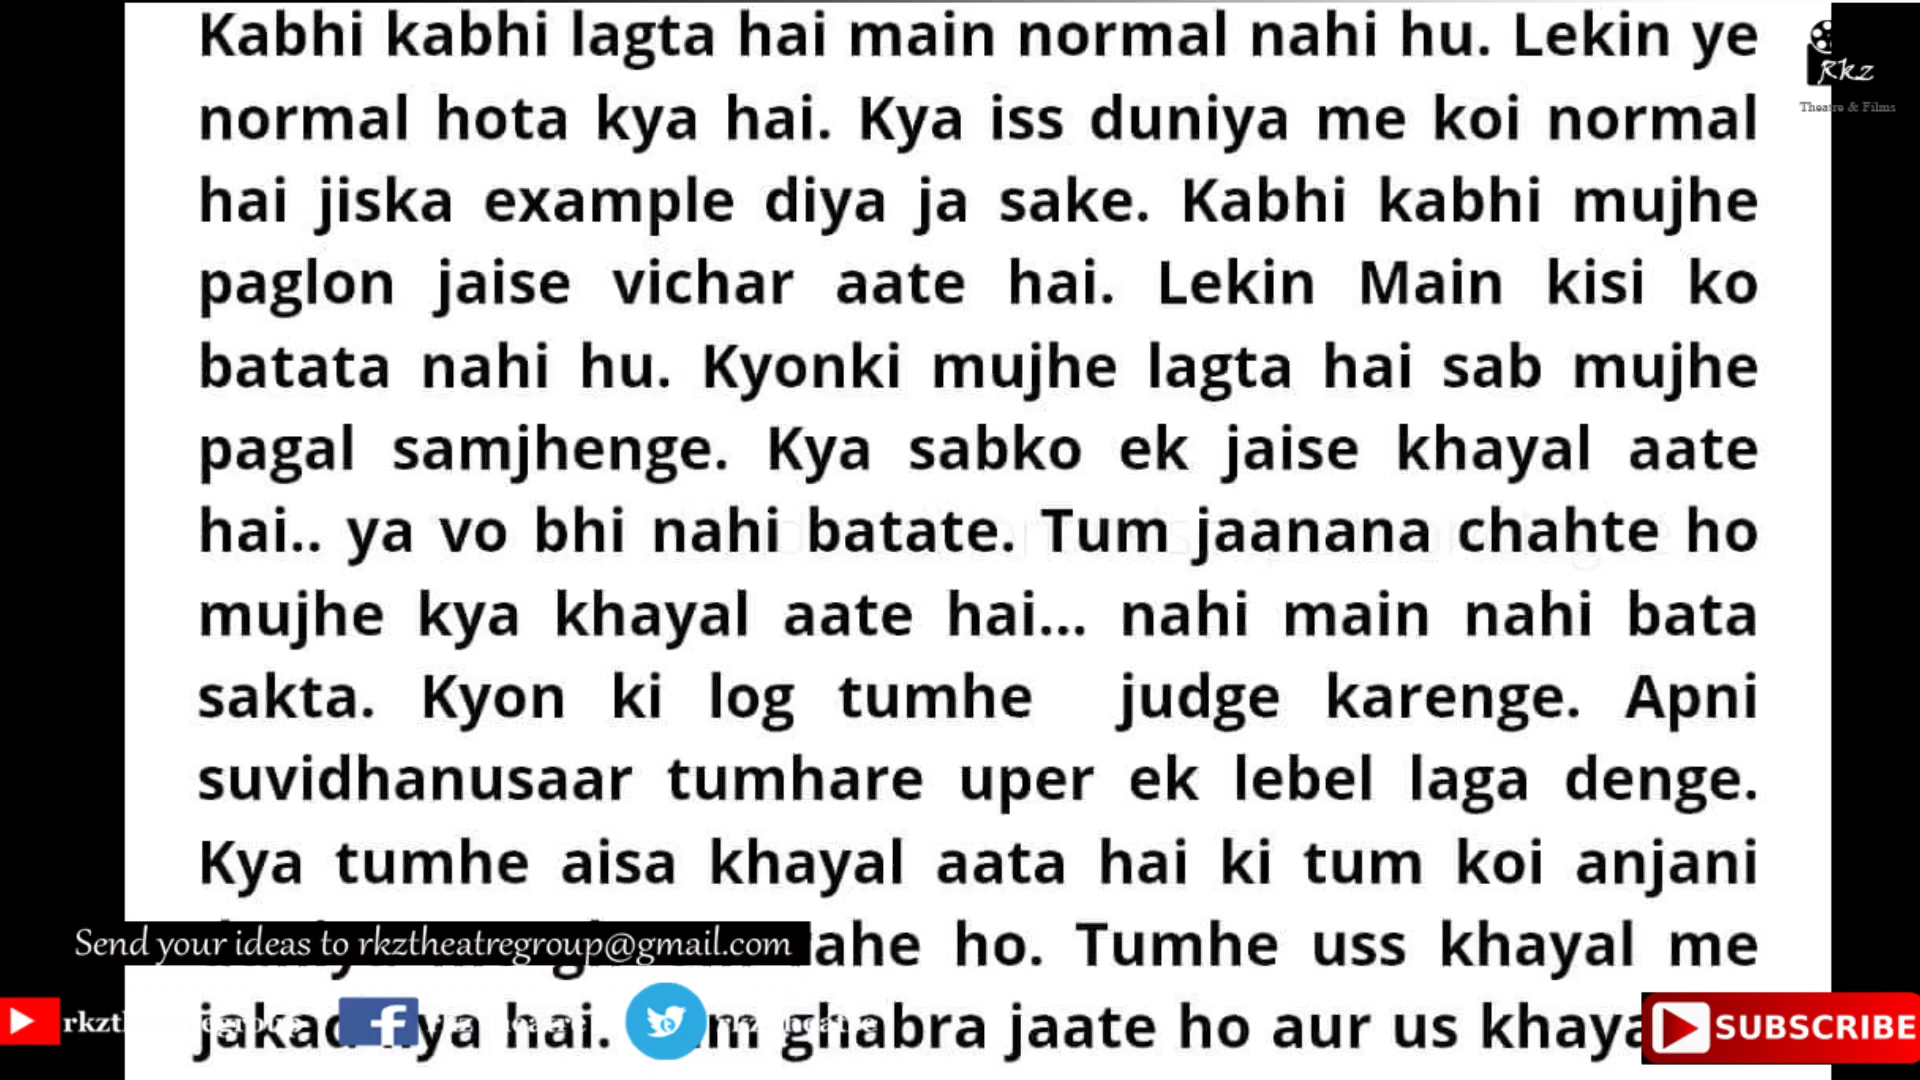 Kabhi kabhi lagta hai main normal nahi hu. Lekin ye
normal hota kya hai. Kya iss duniya me koi normal
hai jiska example diya ja sake. Kabhi kabhi mujhe
paglon jaise vichar aate hai. Lekin Main kisi ko
batata nahi hu. Kyonki mujhe lagta hai sab mujhe
pagal samjhenge. Kya sabko ek jaise khayal aate
hai.. ya vo bhi nahi batate. Tum jaanana chahte ho
mujhe kya khayal aate hai... nahi main nahi bata
sakta. Kyon ki log tumhe judge karenge. Apni
suvidhanusaar tumhare uper ek lebel laga denge.
Kya tumhe aisa khayal aata hai ki tum koi anjani
ho. Tumhe uss khayal me
hai. ghabra jaate ho aur us
Rkz
Theatre & Films
Send your ideas to rkztheatregroup@gmail.com
SUBSCRIBE